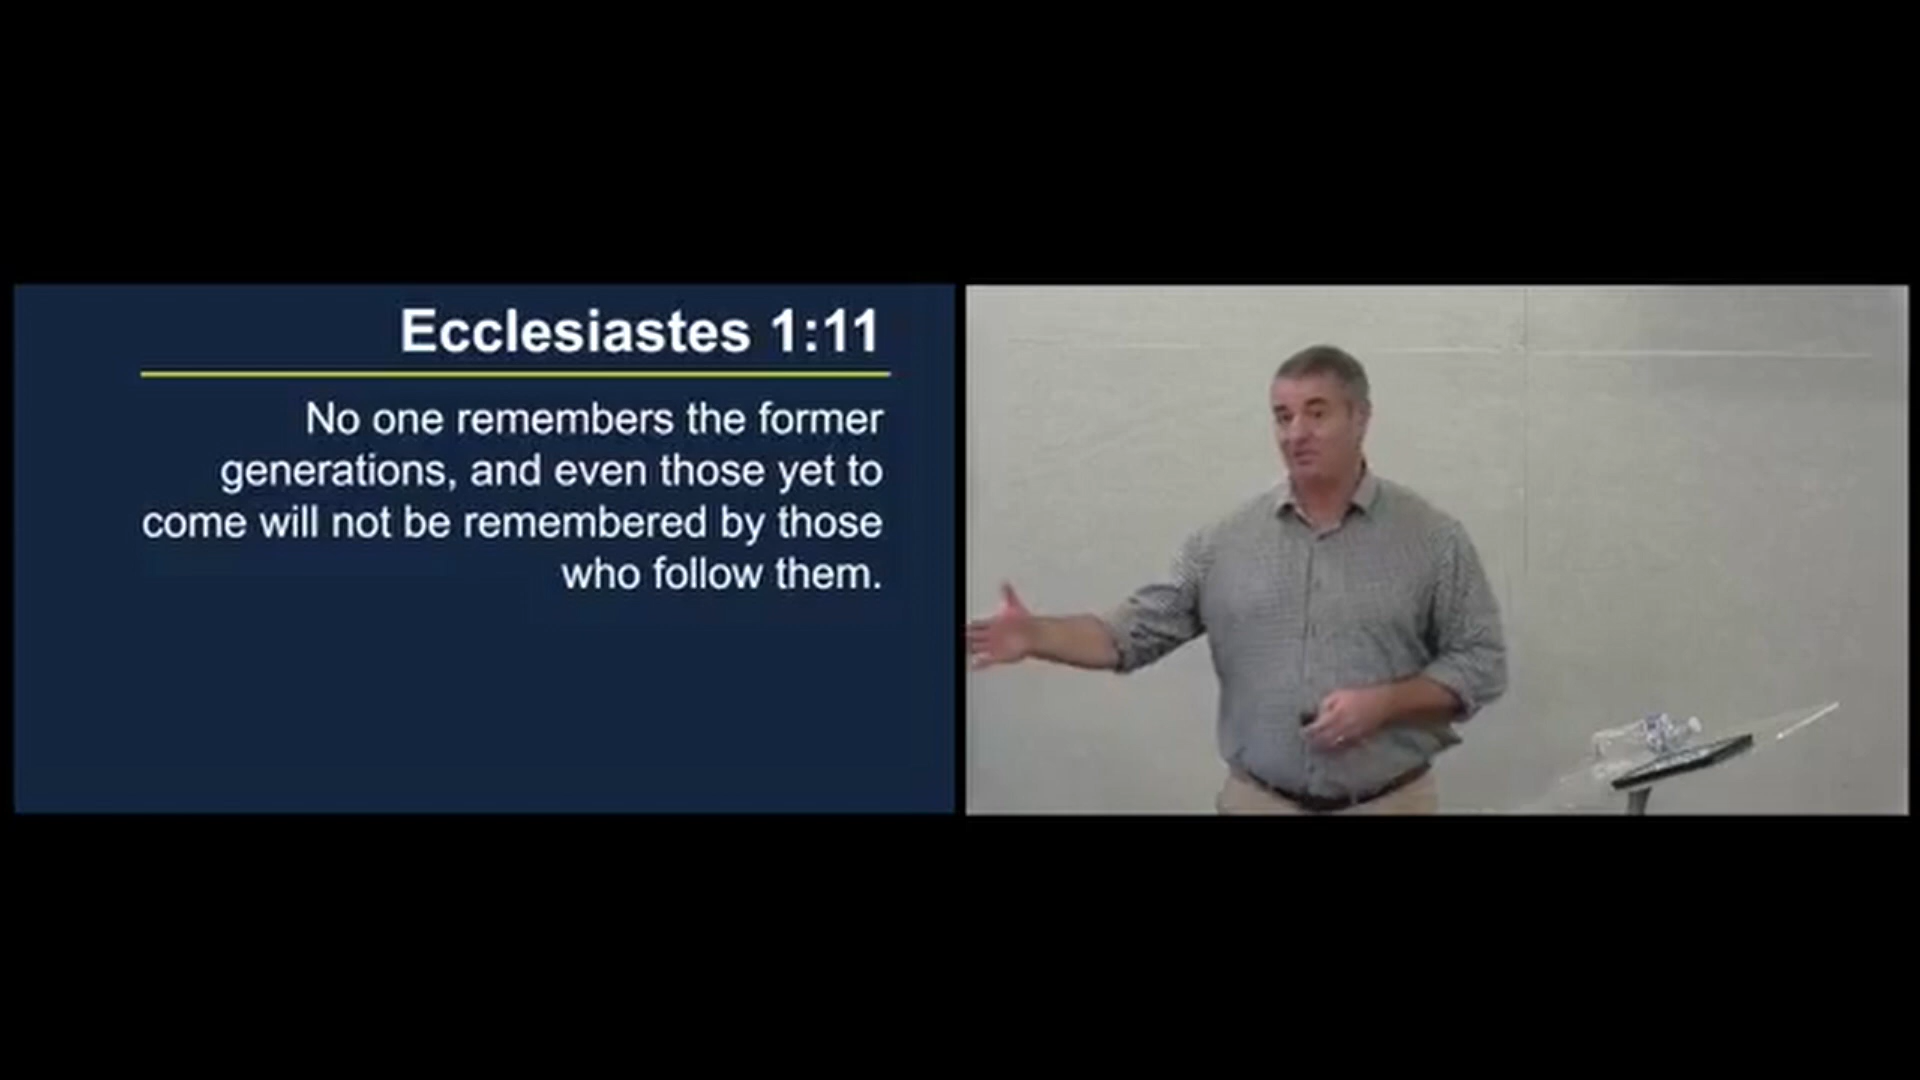 Ecclesiastes 1:11
No one remembers the former
generations, and even those yet to
come will not be remembered by those
who follow them.